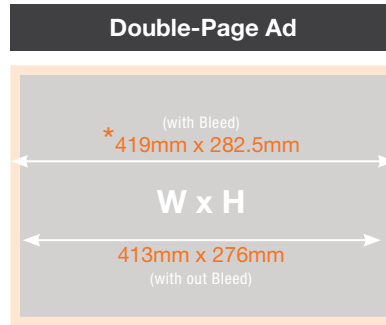 Double-Page Ad
(with Bleed)
*419mm x 282.5mm
W x H
413mm x 276mm
(with out Bleed)